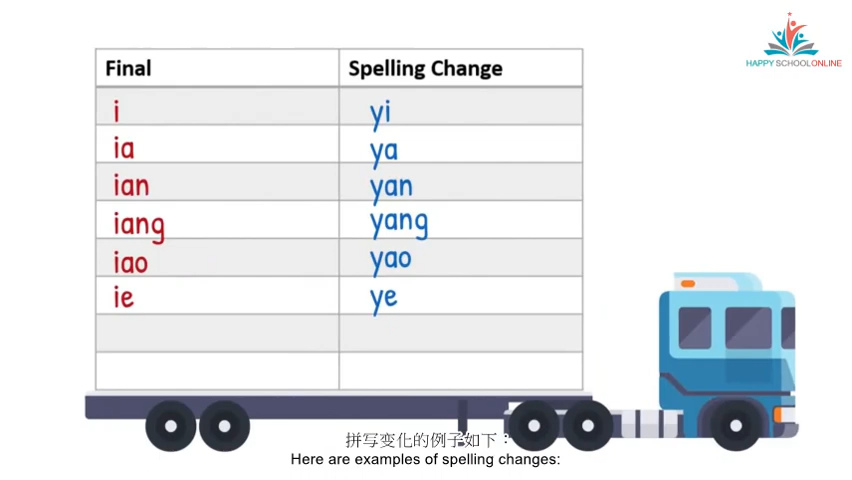 HAPPY SCHOOLONLINE
Final Spelling Change
i yi
ia ya
ian yan
iang yang
iao yao
ie ye
拼写变化的例子如下：
Here are examples of spelling changes: